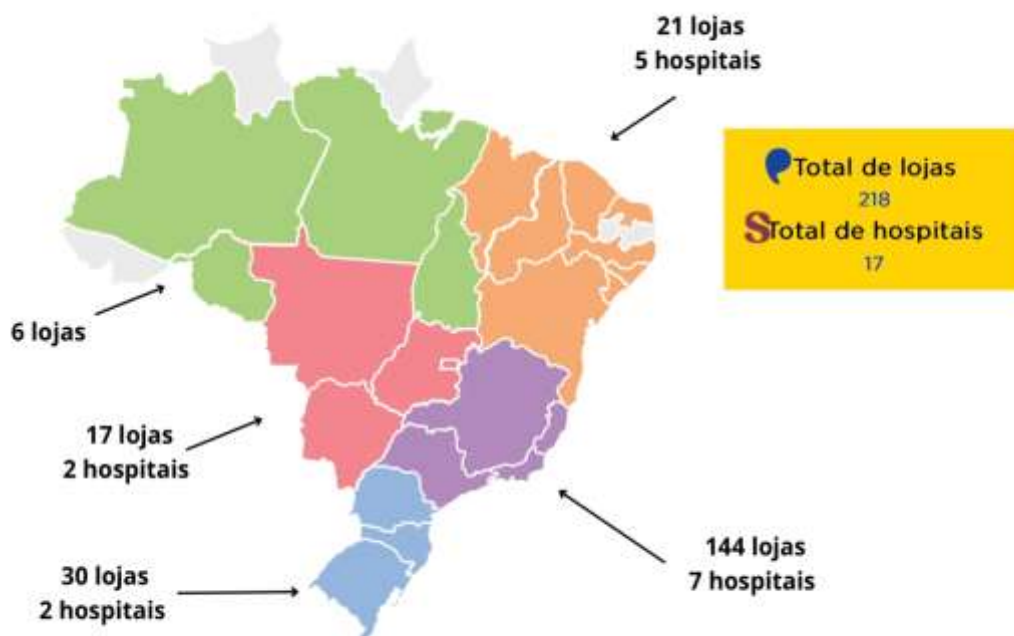 21 lojas
5 hospitais
Total de lojas
218
Total de hospitais
17
6 lojas
17 lojas
2 hospitais
144 lojas
7 hospitais
30 lojas
2 hospitais